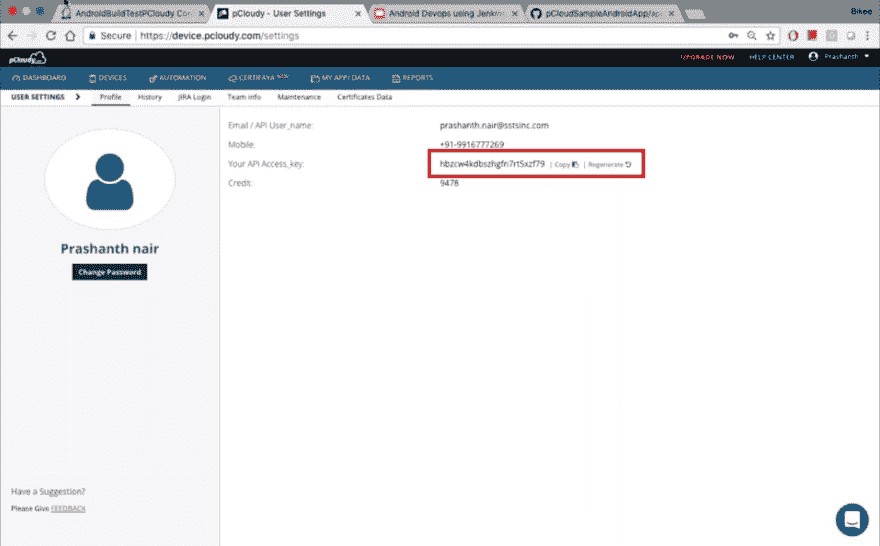 AndroidBuildTestPCloudy Con
pCloudy - User Settings
Android Devops using Jenkin
pCloudSampleAndroidApp/ap
Secure | https://device.pcloudy.com/settings
pCloudy
UPGRADE NOW
HELP CENTER
Prashanth
DASHBOARD
DEVICES
AUTOMATION
CERTIFAYA NEW
MY APP/ DATA
REPORTS
USER SETTINGS
Profile
History
JIRA Login
Team info
Maintenance
Certificates Data
Email / API User_name: prashanth.nair@sstsinc.com
Mobile: +91-9916777269
Your API Access_key: hbzcw4kdbszhgfn7rt5xzf79 | Copy | Regenerate
Credit: 9478
Prashanth nair
Change Password
Have a Suggestion?
Please Give FEEDBACK